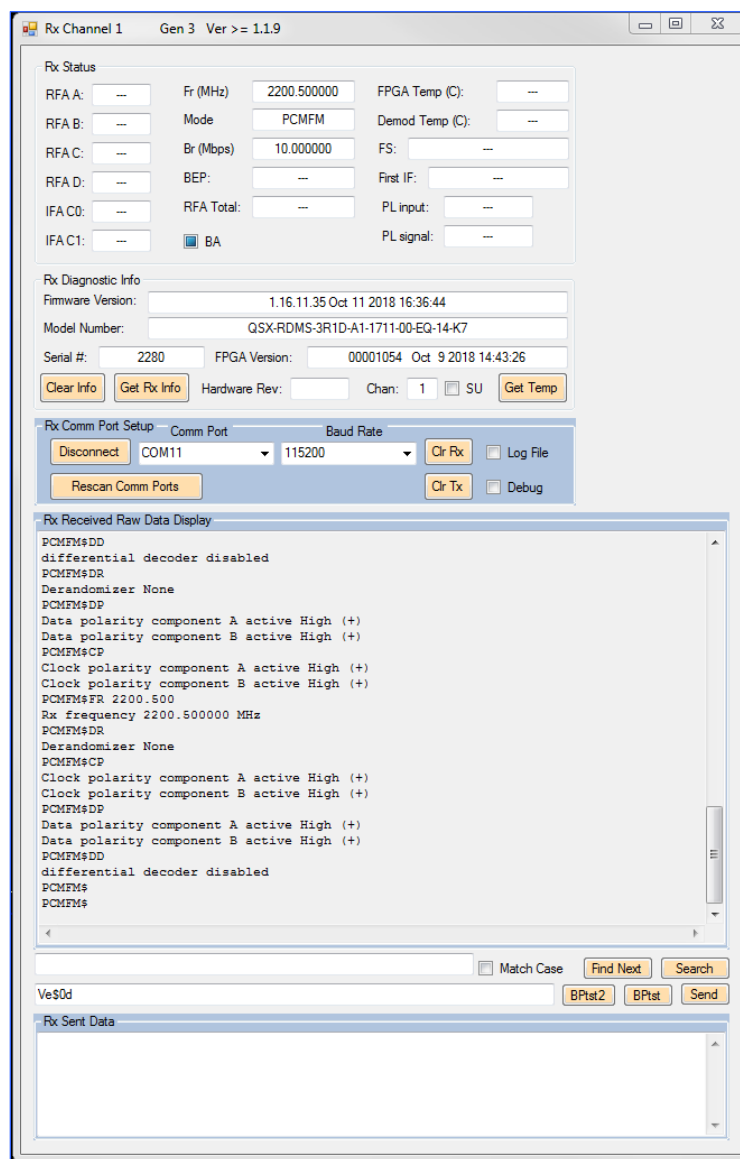 Rx Channel 1 Gen 3 Ver >= 1.1.9
Rx Status
RFA A: --- Fr (MHz) 2200.500000 FPGA Temp (C): ---
RFA B: --- Mode PCMFM Demod Temp (C): ---
RFA C: --- Br (Mbps) 10.000000 FS: ---
RFA D: --- BEP: --- First IF: ---
IFA C0: --- RFA Total: --- PL input: ---
IFA C1: --- BA PL signal: ---
Rx Diagnostic Info
Firmware Version: 1.16.11.35 Oct 11 2018 16:36:44
Model Number: QSX-RDMS-3R1D-A1-1711-00-EQ-14-K7
Serial #: 2280 FPGA Version: 00001054 Oct 9 2018 14:43:26
Clear Info Get Rx Info Hardware Rev: Chan: 1 SU Get Temp
Rx Comm Port Setup Comm Port Baud Rate
Disconnect COM11 115200 Clr Rx Log File
Rescan Comm Ports Clr Tx Debug
Rx Received Raw Data Display
PCMFM$DD
differential decoder disabled
PCMFM$DR
Derandomizer None
PCMFM$DP
Data polarity component A active High (+)
Data polarity component B active High (+)
PCMFM$CP
Clock polarity component A active High (+)
Clock polarity component B active High (+)
PCMFM$FR 2200.500
Rx frequency 2200.500000 MHz
PCMFM$DR
Derandomizer None
PCMFM$CP
Clock polarity component A active High (+)
Clock polarity component B active High (+)
PCMFM$DP
Data polarity component A active High (+)
Data polarity component B active High (+)
PCMFM$DD
differential decoder disabled
PCMFM$
PCMFM$
Match Case Find Next Search
Ve$0d BPtst2 BPtst Send
Rx Sent Data